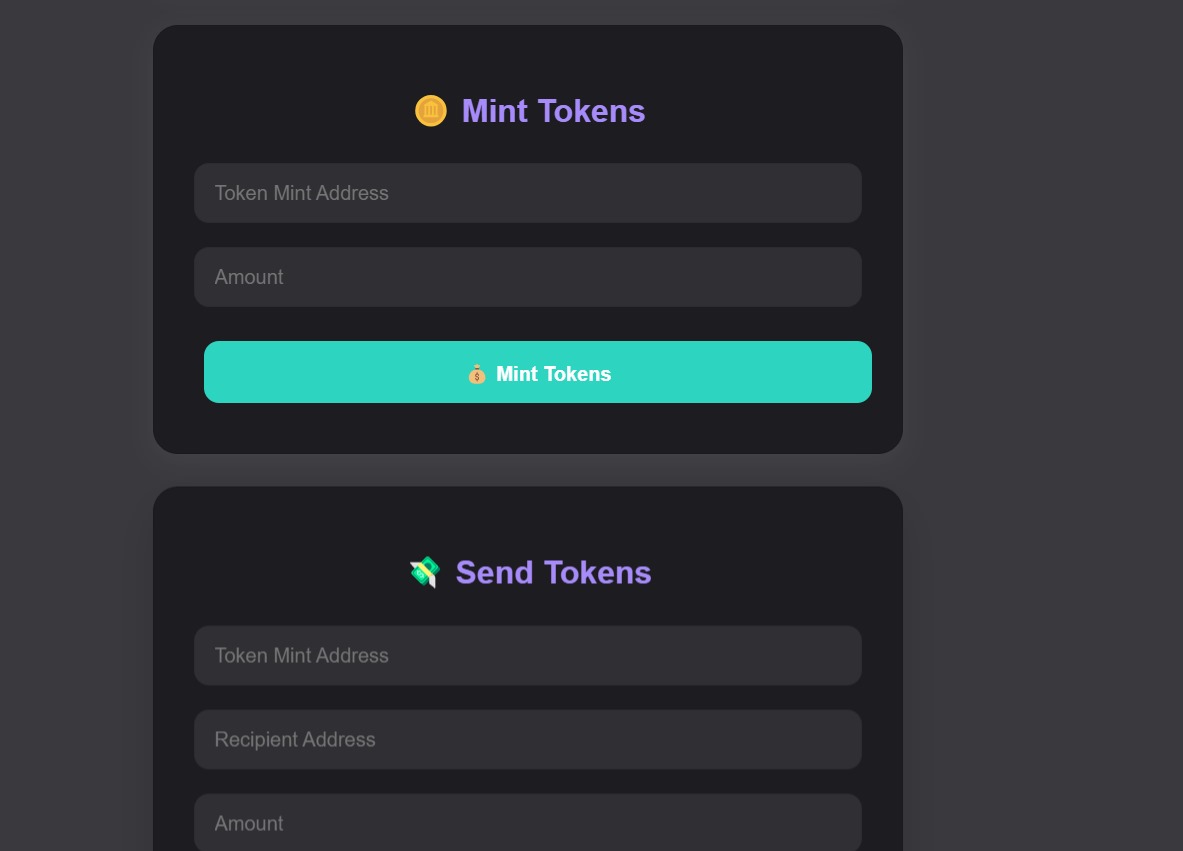 Mint Tokens
Token Mint Address
Amount
Mint Tokens
Send Tokens
Token Mint Address
Recipient Address
Amount